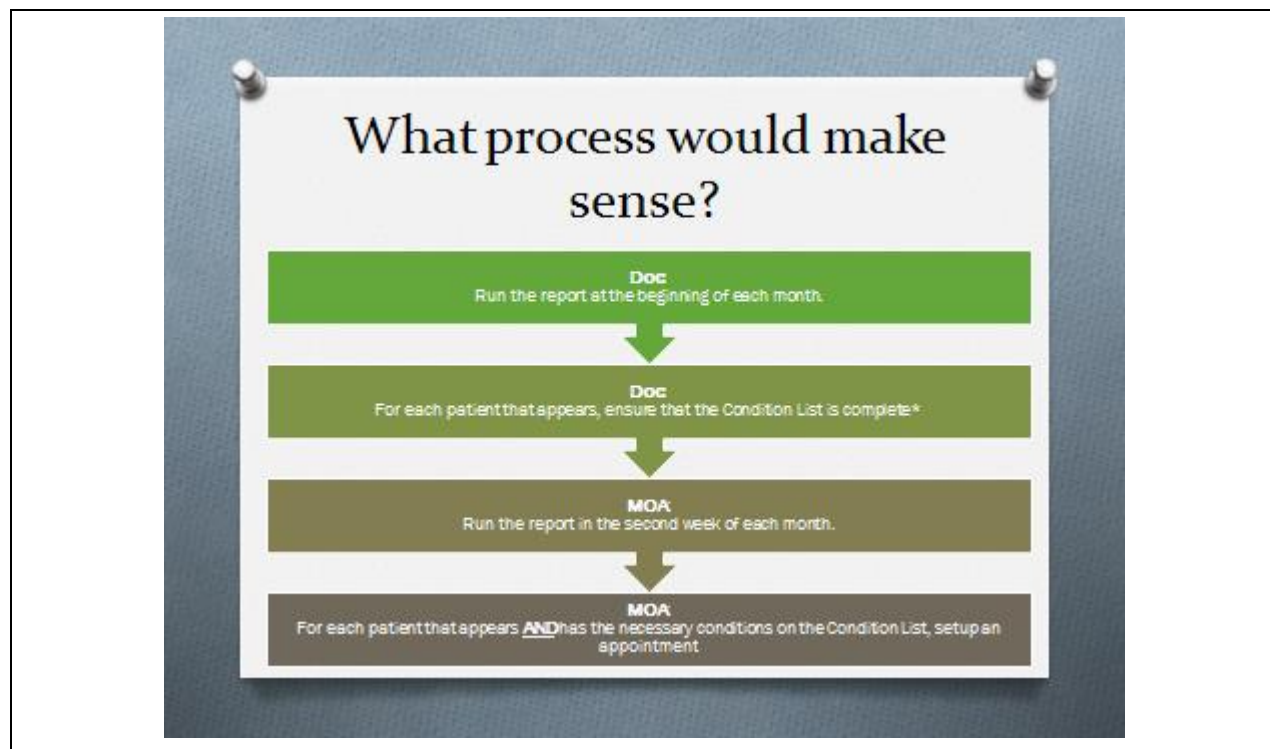 What process would make
sense?
Doc
Run the report at the beginning of each month.
Doc
For each patient that appears, ensure that the Condition List is complete*
MOA
Run the report in the second week of each month.
MOA
For each patient that appears AND has the necessary conditions on the Condition List, setup an
appointment